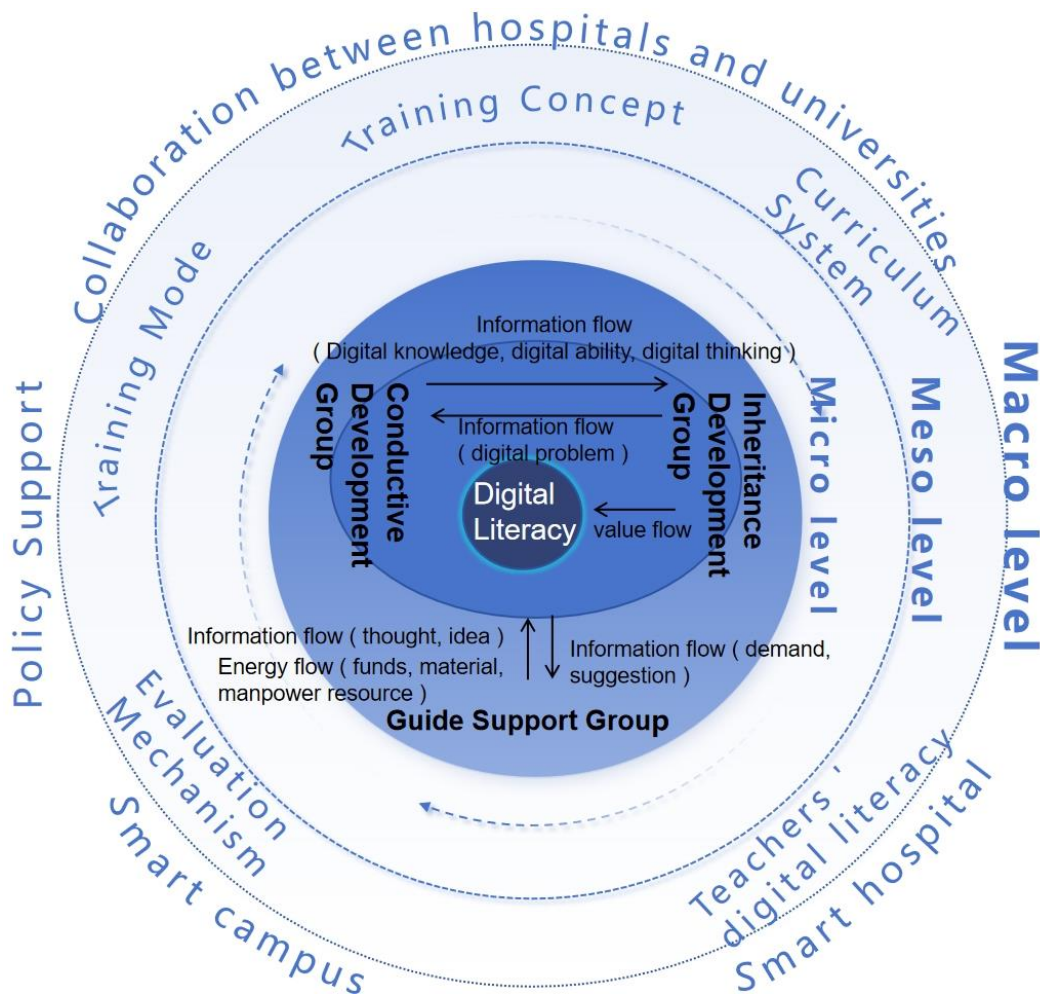 Collaboration between hospitals and universities
Training Concept
Curriculum
System
Training Mode
Policy Support
Macro level
Meso level
Micro level
Information flow
( Digital knowledge, digital ability, digital thinking )
Conductive
Development
Group
Inheritance
Development
Group
Information flow
( digital problem )
Digital
Literacy
value flow
Information flow ( thought, idea )
Energy flow ( funds, material,
manpower resource )
Information flow ( demand,
suggestion )
Guide Support Group
Evaluation
Mechanism
Teachers '
digital literacy
Smart campus
Smart hospital